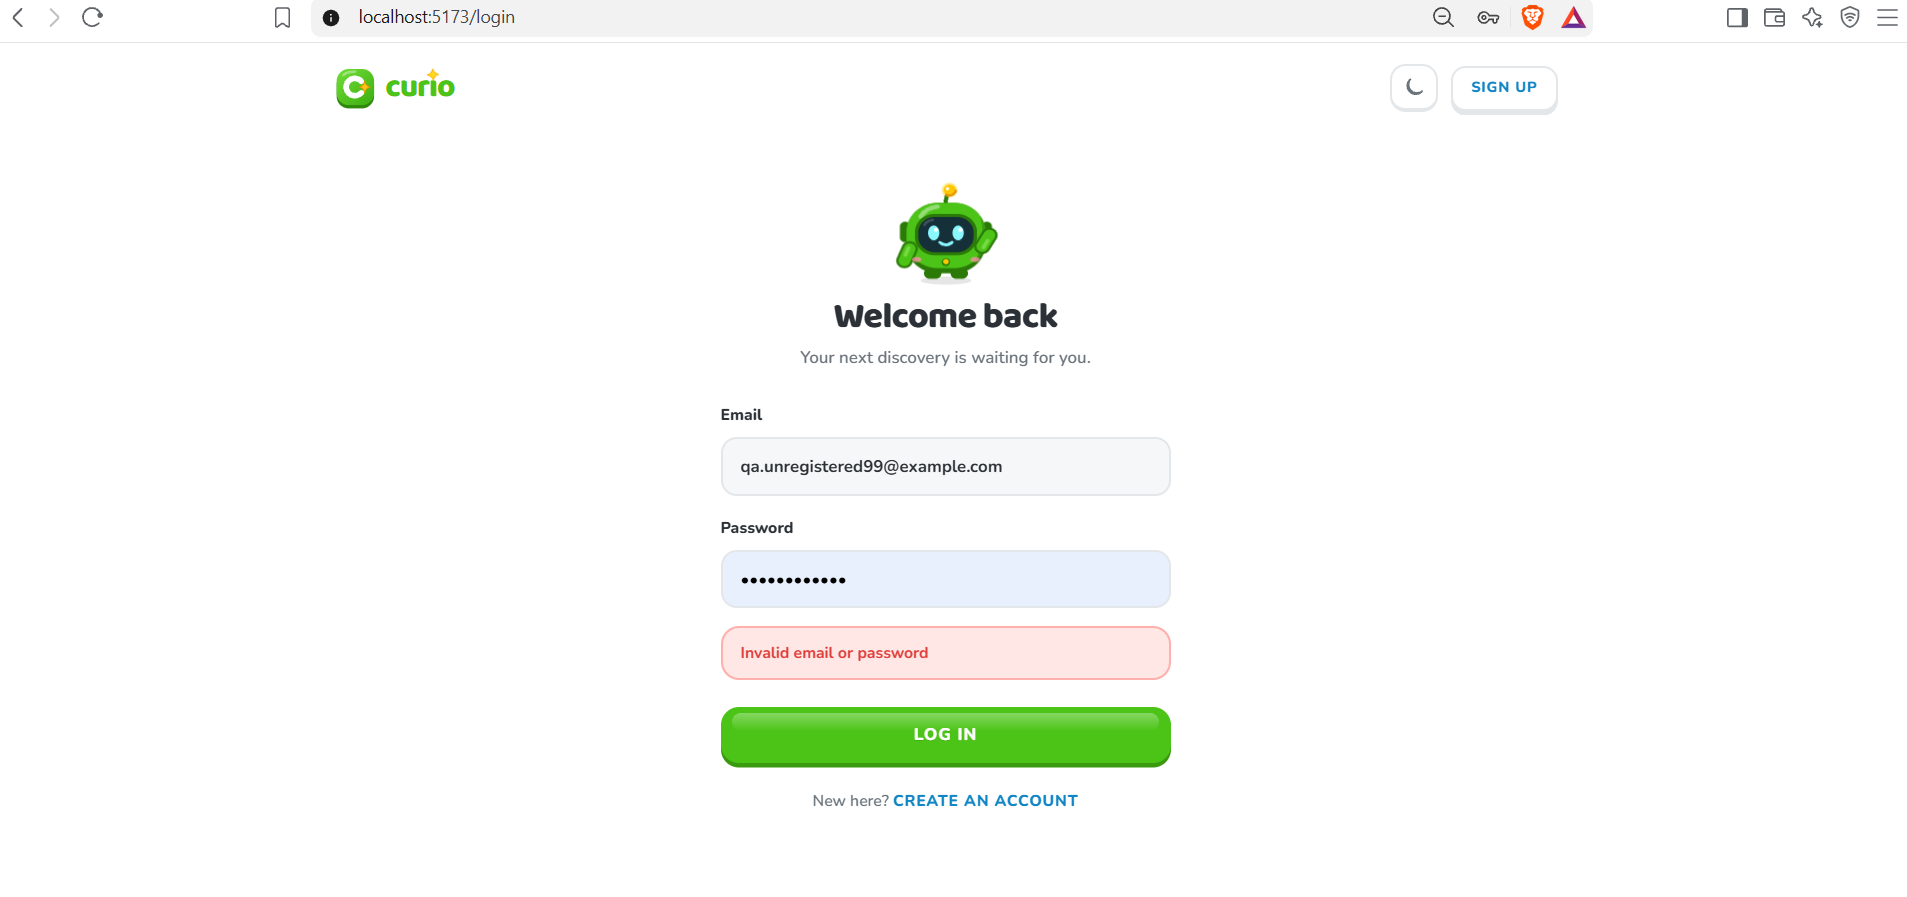 localhost:5173/login
curio
SIGN UP
Welcome back
Your next discovery is waiting for you.
Email
qa.unregistered99@example.com
Password
••••••••••••
Invalid email or password
LOG IN
New here? CREATE AN ACCOUNT